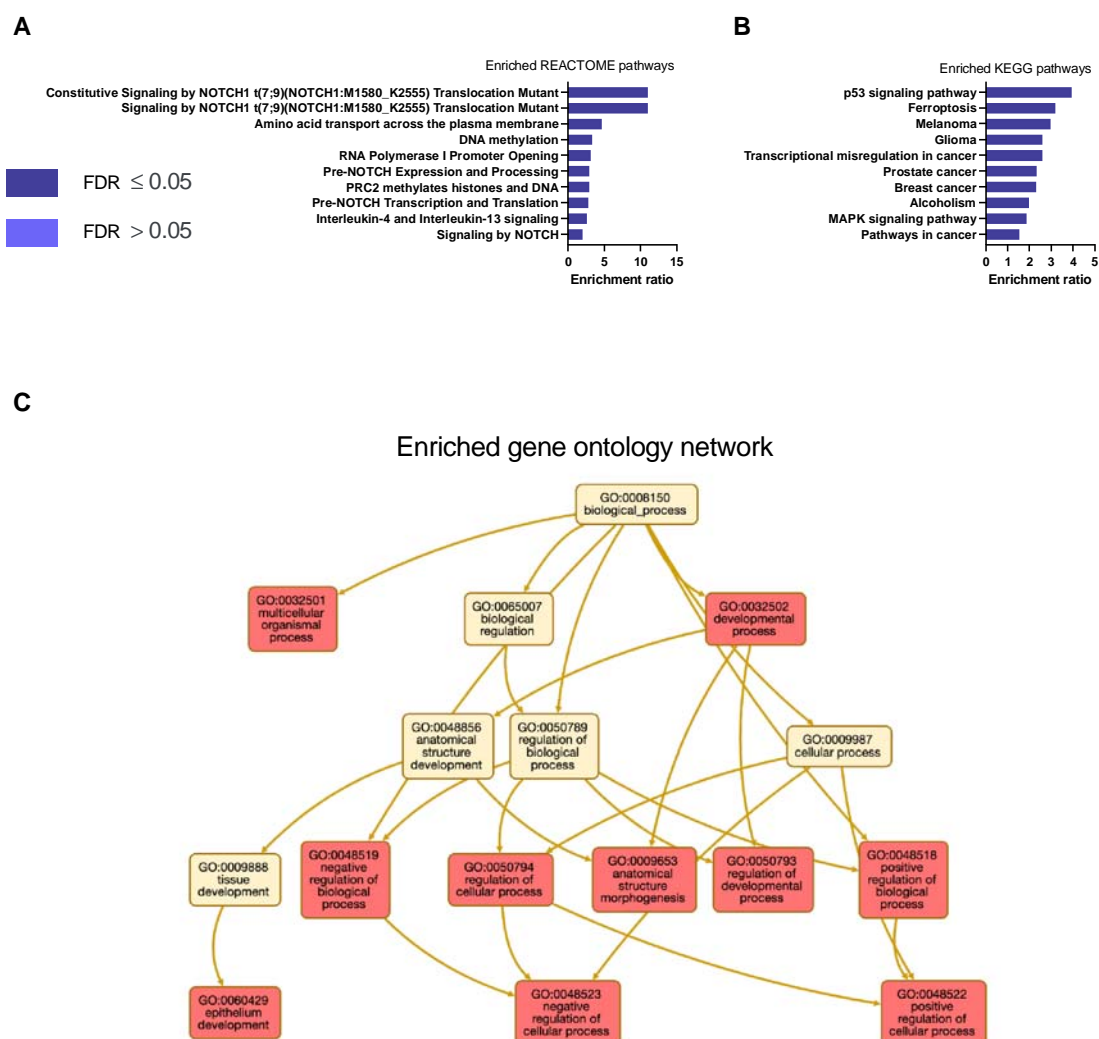 A
B
Enriched REACTOME pathways
Constitutive Signaling by NOTCH1 t(7;9)(NOTCH1:M1580_K2555) Translocation Mutant
Signaling by NOTCH1 t(7;9)(NOTCH1:M1580_K2555) Translocation Mutant
Amino acid transport across the plasma membrane
DNA methylation
RNA Polymerase I Promoter Opening
Pre-NOTCH Expression and Processing
PRC2 methylates histones and DNA
Pre-NOTCH Transcription and Translation
Interleukin-4 and Interleukin-13 signaling
Signaling by NOTCH
0 5 10 15
Enrichment ratio
FDR ≤ 0.05
FDR > 0.05
Enriched KEGG pathways
p53 signaling pathway
Ferroptosis
Melanoma
Glioma
Transcriptional misregulation in cancer
Prostate cancer
Breast cancer
Alcoholism
MAPK signaling pathway
Pathways in cancer
0 1 2 3 4 5
Enrichment ratio
C
Enriched gene ontology network
GO:0008150
biological_process
GO:0032501
multicellular
organismal
process
GO:0065007
biological
regulation
GO:0032502
developmental
process
GO:0048856
anatomical
structure
development
GO:0050789
regulation of
biological
process
GO:0009987
cellular process
GO:0009888
tissue
development
GO:0048519
negative
regulation of
biological
process
GO:0050794
regulation of
cellular process
GO:0009653
anatomical
structure
morphogenesis
GO:0050793
regulation of
developmental
process
GO:0048518
positive
regulation of
biological
process
GO:0060429
epithelium
development
GO:0048523
negative
regulation of
cellular process
GO:0048522
positive
regulation of
cellular process